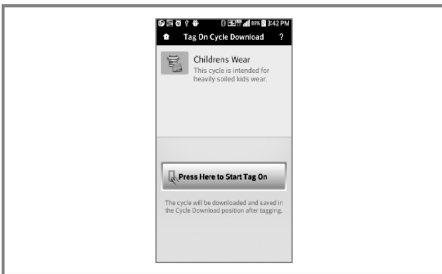 3:42 PM
Tag On Cycle Download ?
Childrens Wear
This cycle is intended for
heavily soiled kids wear.
Press Here to Start Tag On
The cycle will be downloaded and saved in
the Cycle Download position after tagging.